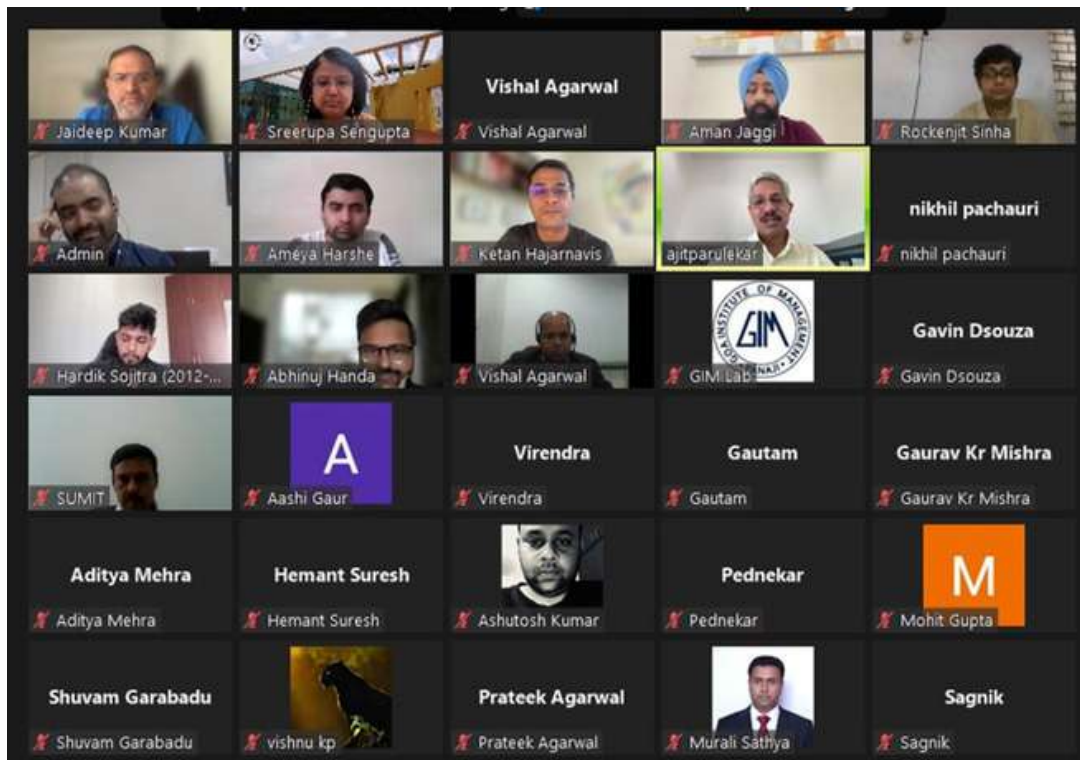 Jaideep Kumar
Sreerupa Sengupta
Vishal Agarwal
Vishal Agarwal
Aman Jaggi
Rockenjit Sinha
Admin
Ameya Harshe
Ketan Hajarnavis
ajitparulekar
nikhil pachauri
nikhil pachauri
Hardik Sojitra (2012-...
Abhinuj Handa
Vishal Agarwal
GOA INSTITUTE OF MANAGEMENT
GIM
GIM Lab
Gavin Dsouza
Gavin Dsouza
SUMIT
A
Aashi Gaur
Virendra
Virendra
Gautam
Gautam
Gaurav Kr Mishra
Gaurav Kr Mishra
Aditya Mehra
Aditya Mehra
Hemant Suresh
Hemant Suresh
Ashutosh Kumar
Pednekar
Pednekar
M
Mohit Gupta
Shuvam Garabadu
Shuvam Garabadu
vishnu kp
Prateek Agarwal
Prateek Agarwal
Murali Sathya
Sagnik
Sagnik